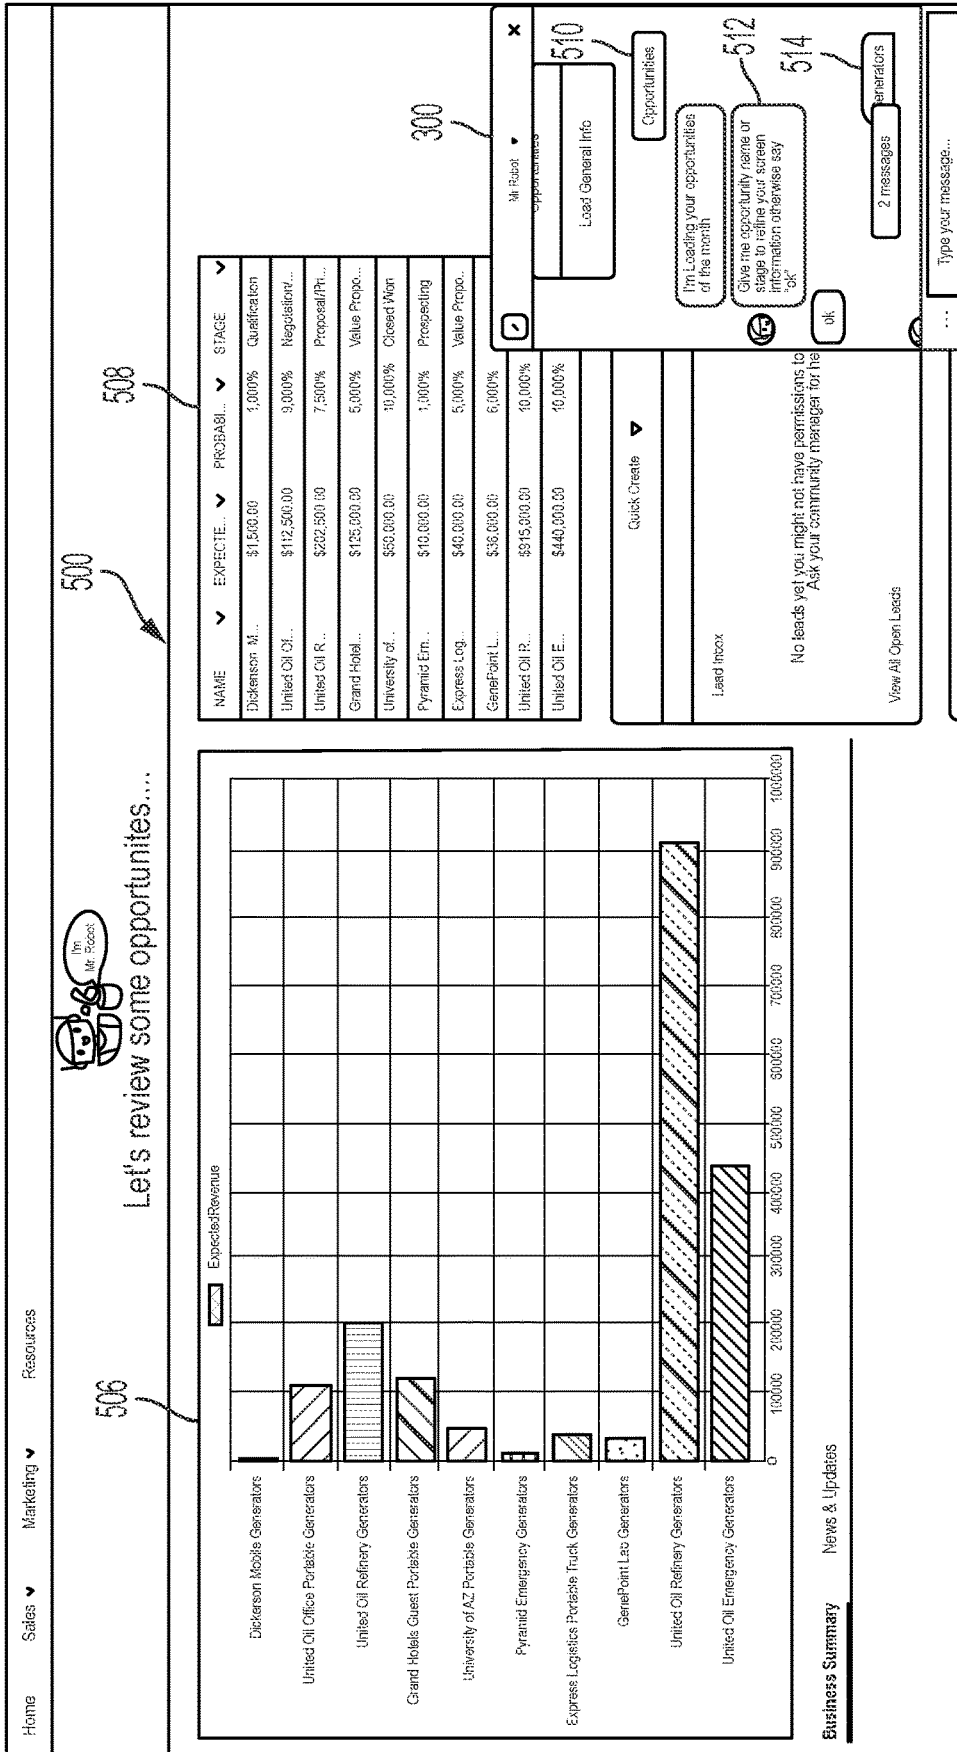 Home Sales Marketing Resources
I'm
Mr. Robot
Let's review some opportunites....
500
506
ExpectedRevenue
Dickerson Mobile Generators
United Oil Office Portable Generators
United Oil Refinery Generators
Grand Hotels Guest Portable Generators
University of AZ Portable Generators
Pyramid Emergency Generators
Express Logistics Portable Truck Generators
GenePoint Lab Generators
United Oil Refinery Generators
United Oil Emergency Generators
0 100000 200000 300000 400000 500000 600000 700000 800000 900000 1000000
Business Summary News & Updates
508
NAME EXPECTE... PROBABI... STAGE
Dickenson M... $1,500.00 1,000% Qualification
United Oil Of... $112,500.00 9,000% Negotiation/...
United Oil R... $202,500.00 7,500% Proposal/Pri...
Grand Hotel... $125,000.00 5,000% Value Propo...
University of... $50,000.00 10,000% Closed Won
Pyramid Em... $10,000.00 1,000% Prospecting
Express Log... $40,000.00 5,000% Value Propo...
GenePoint L... $36,000.00 6,000%
United Oil R... $915,000.00 10,000%
United Oil E... $440,000.00 10,000%
Quick Create
Lead Inbox
No leads yet you might not have permissions to
Ask your community manager for he
View All Open Leads
300
Mr Robot
Opportunities
Load General Info
510
Opportunities
I'm Loading your opportunities
of the month
512
Give me opportunity name or
stage to refine your screen
information otherwise say
"ok"
ok
514
enerators
2 messages
... Type your message...